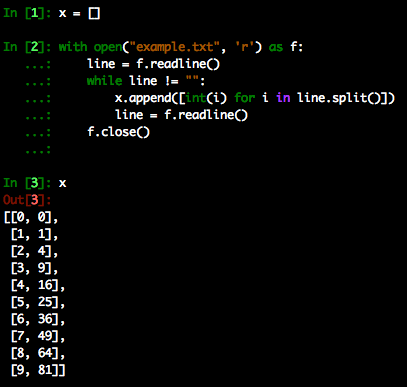 In [1]: x = []
In [2]: with open("example.txt", 'r') as f:
   ...:     line = f.readline()
   ...:     while line != "":
   ...:         x.append([int(i) for i in line.split()])
   ...:         line = f.readline()
   ...:     f.close()
   ...:
In [3]: x
Out[3]:
[[0, 0],
 [1, 1],
 [2, 4],
 [3, 9],
 [4, 16],
 [5, 25],
 [6, 36],
 [7, 49],
 [8, 64],
 [9, 81]]